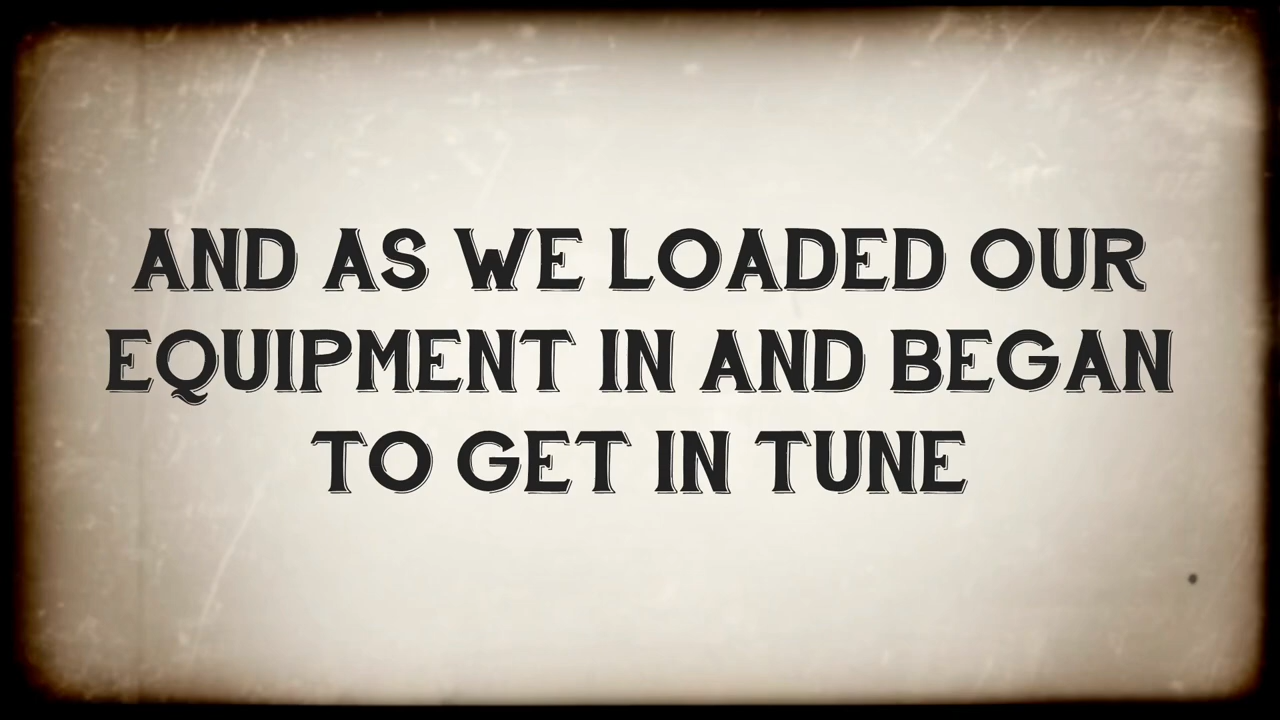 AND AS WE LOADED OUR
EQUIPMENT IN AND BEGAN
TO GET IN TUNE